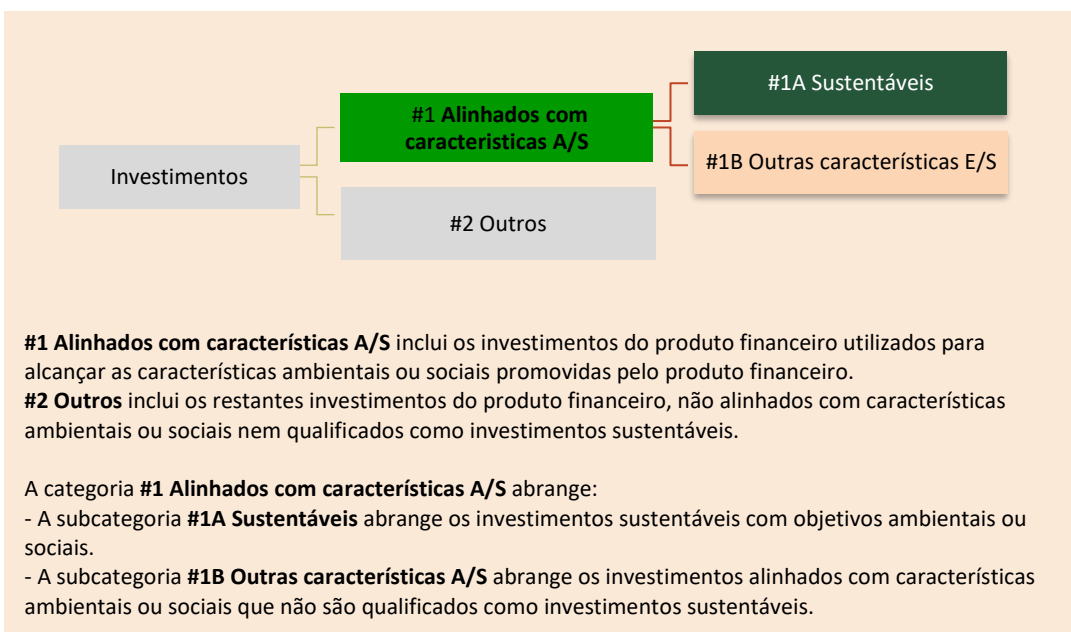 #1A Sustentáveis
#1 Alinhados com
caracteristicas A/S
#1B Outras características E/S
Investimentos
#2 Outros
#1 Alinhados com características A/S inclui os investimentos do produto financeiro utilizados para
alcançar as características ambientais ou sociais promovidas pelo produto financeiro.
#2 Outros inclui os restantes investimentos do produto financeiro, não alinhados com características
ambientais ou sociais nem qualificados como investimentos sustentáveis.
A categoria #1 Alinhados com características A/S abrange:
- A subcategoria #1A Sustentáveis abrange os investimentos sustentáveis com objetivos ambientais ou
sociais.
- A subcategoria #1B Outras características A/S abrange os investimentos alinhados com características
ambientais ou sociais que não são qualificados como investimentos sustentáveis.